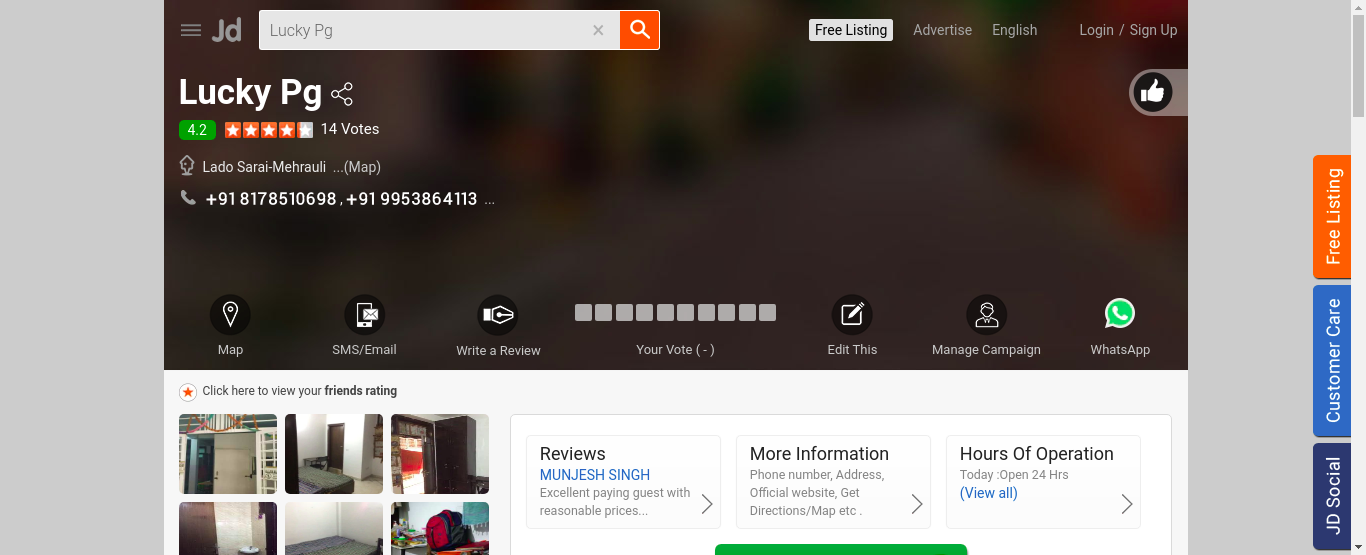 Jd
Lucky Pg ×
Free Listing Advertise English Login / Sign Up
Lucky Pg
4.2 14 Votes
Lado Sarai-Mehrauli ...(Map)
+91 8178510698 , +91 9953864113 ...
Map
SMS/Email
Write a Review
Your Vote ( - )
Edit This
Manage Campaign
WhatsApp
Click here to view your friends rating
Reviews
MUNJESH SINGH
Excellent paying guest with
reasonable prices...
More Information
Phone number, Address,
Official website, Get
Directions/Map etc .
Hours Of Operation
Today :Open 24 Hrs
(View all)
Free Listing
Customer Care
JD Social